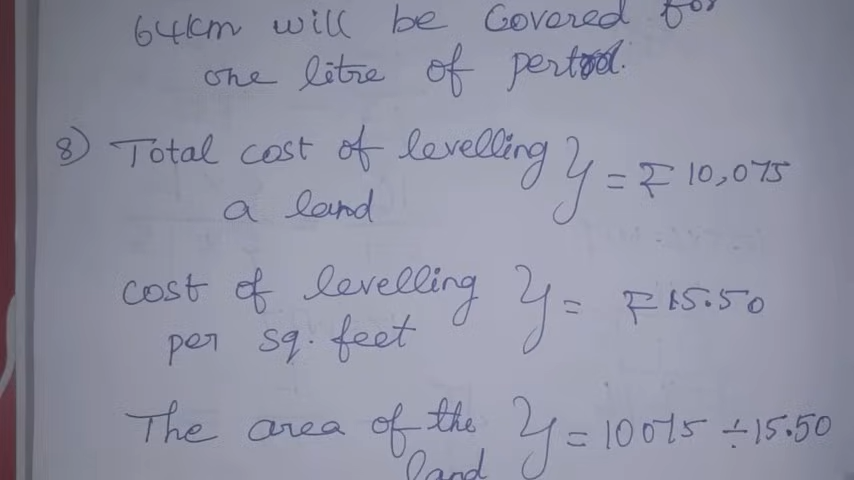 64km will be Covered for
one litre of
8) Total cost of levelling
a land } = ₹ 10,075
cost of levelling
per sq. feet } = ₹ 15.50
The area of the
land } = 10075 ÷ 15.50